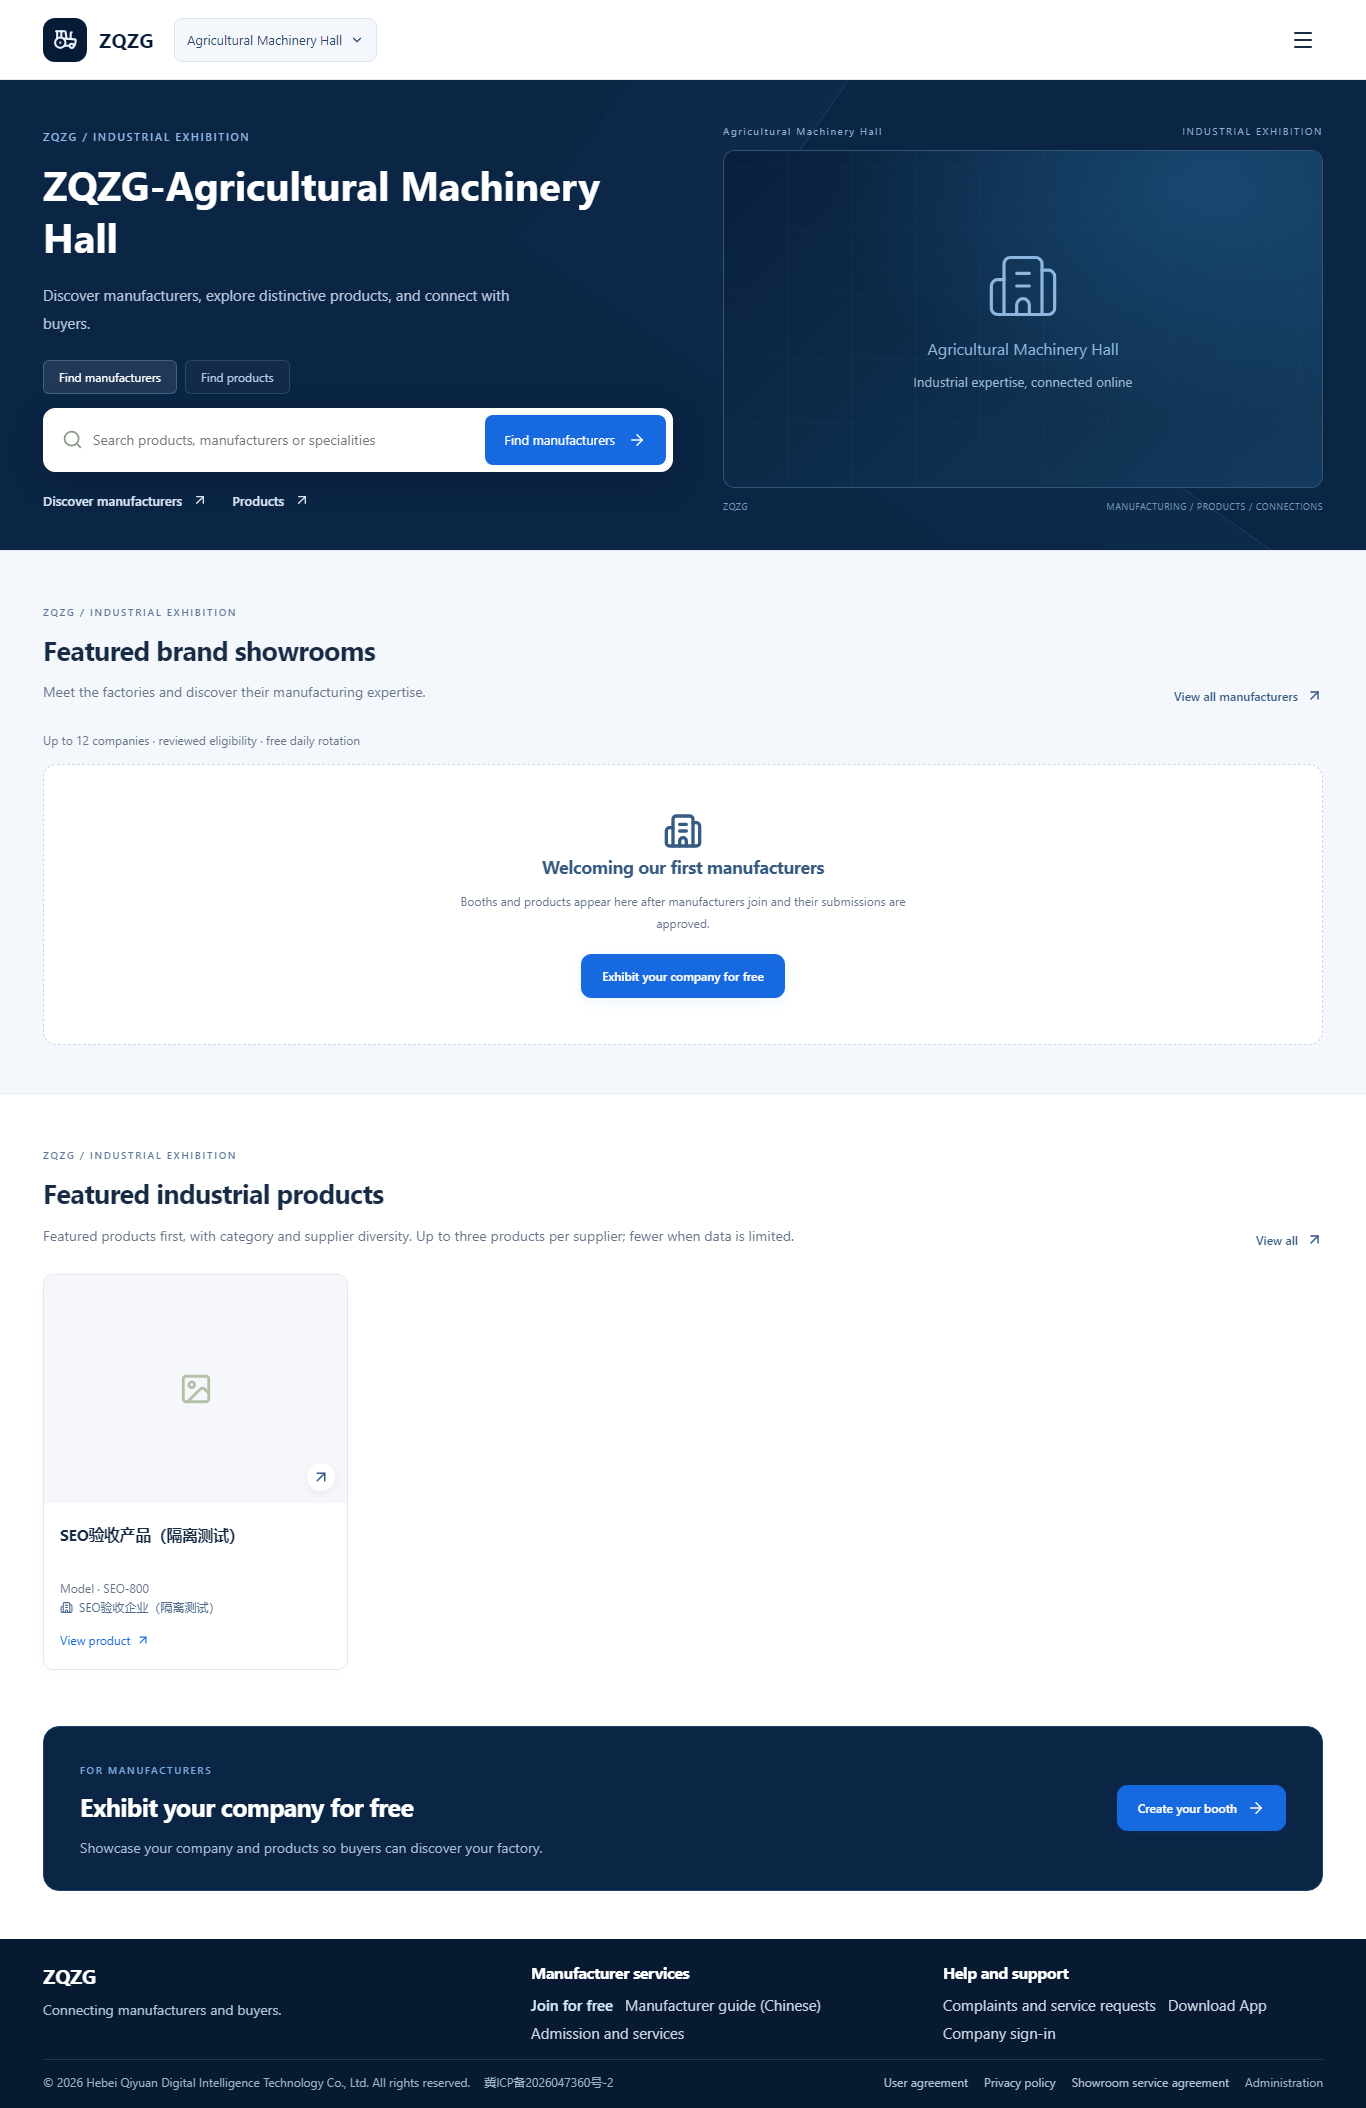 ZQZG
Agricultural Machinery Hall
ZQZG / INDUSTRIAL EXHIBITION
ZQZG-Agricultural Machinery
Hall
Discover manufacturers, explore distinctive products, and connect with
buyers.
Find manufacturers
Find products
Search products, manufacturers or specialities
Find manufacturers
Discover manufacturers
Products
Agricultural Machinery Hall
INDUSTRIAL EXHIBITION
Agricultural Machinery Hall
Industrial expertise, connected online
ZQZG
MANUFACTURING / PRODUCTS / CONNECTIONS
ZQZG / INDUSTRIAL EXHIBITION
Featured brand showrooms
Meet the factories and discover their manufacturing expertise.
View all manufacturers
Up to 12 companies · reviewed eligibility · free daily rotation
Welcoming our first manufacturers
Booths and products appear here after manufacturers join and their submissions are
approved.
Exhibit your company for free
ZQZG / INDUSTRIAL EXHIBITION
Featured industrial products
Featured products first, with category and supplier diversity. Up to three products per supplier; fewer when data is limited.
View all
SEO验收产品（隔离测试）
Model · SEO-800
SEO验收企业（隔离测试）
View product
FOR MANUFACTURERS
Exhibit your company for free
Showcase your company and products so buyers can discover your factory.
Create your booth
ZQZG
Connecting manufacturers and buyers.
Manufacturer services
Join for free Manufacturer guide (Chinese)
Admission and services
Help and support
Complaints and service requests Download App
Company sign-in
© 2026 Hebei Qiyuan Digital Intelligence Technology Co., Ltd. All rights reserved. 冀ICP备2026047360号-2
User agreement Privacy policy Showroom service agreement Administration